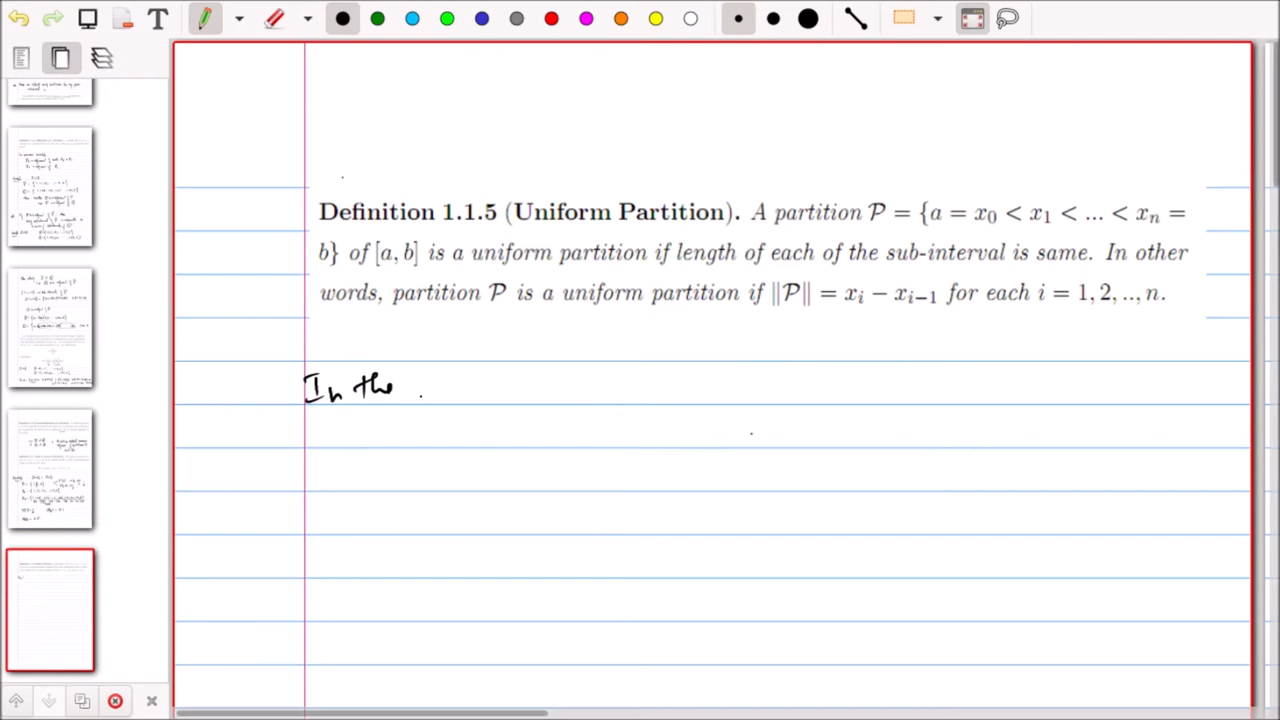 Definition 1.1.5 (Uniform Partition). A partition 𝒫 = {a = x₀ < x₁ < ... < xₙ =
b} of [a, b] is a uniform partition if length of each of the sub-interval is same. In other
words, partition 𝒫 is a uniform partition if ‖𝒫‖ = xᵢ − xᵢ₋₁ for each i = 1, 2, .., n.
In the